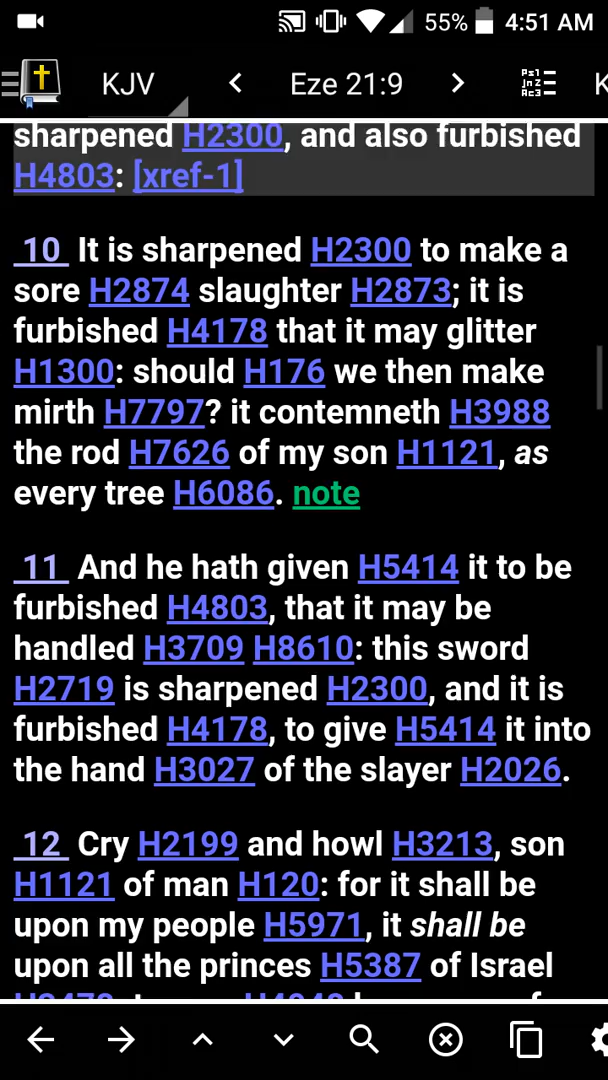 55% 4:51 AM
KJV Eze 21:9 Ps1 JnZ Ac3 K
sharpened H2300, and also furbished
H4803: [xref-1]
10 It is sharpened H2300 to make a
sore H2874 slaughter H2873; it is
furbished H4178 that it may glitter
H1300: should H176 we then make
mirth H7797? it contemneth H3988
the rod H7626 of my son H1121, as
every tree H6086. note
11 And he hath given H5414 it to be
furbished H4803, that it may be
handled H3709 H8610: this sword
H2719 is sharpened H2300, and it is
furbished H4178, to give H5414 it into
the hand H3027 of the slayer H2026.
12 Cry H2199 and howl H3213, son
H1121 of man H120: for it shall be
upon my people H5971, it shall be
upon all the princes H5387 of Israel